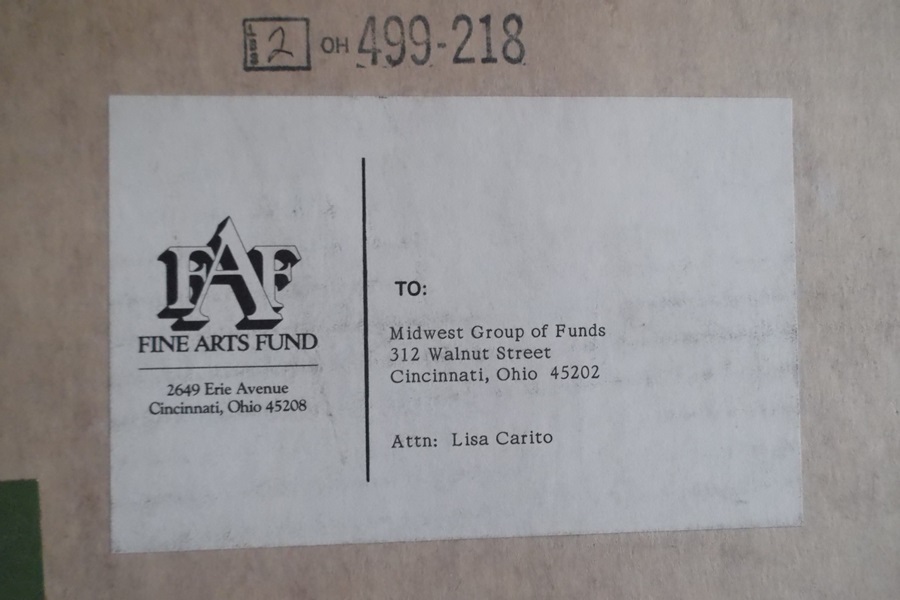 LBS 2 OH 499-218
FAF
FINE ARTS FUND
2649 Erie Avenue
Cincinnati, Ohio 45208
TO:
Midwest Group of Funds
312 Walnut Street
Cincinnati, Ohio 45202
Attn: Lisa Carito